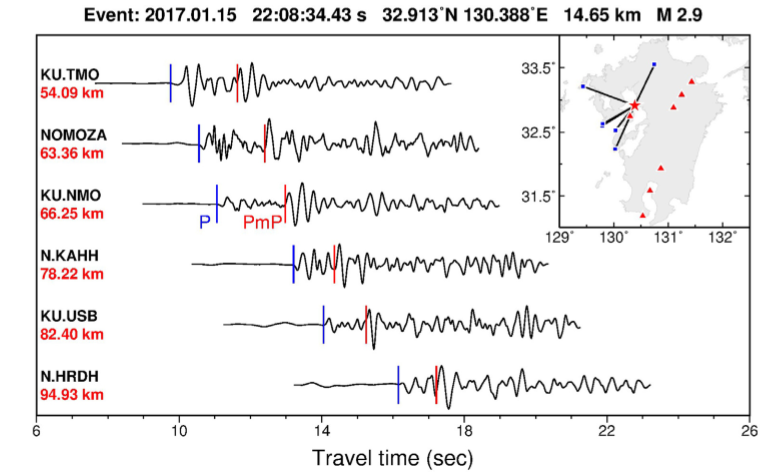 Event: 2017.01.15 22:08:34.43 s 32.913°N 130.388°E 14.65 km M 2.9
KU.TMO
54.09 km
NOMOZA
63.36 km
KU.NMO
66.25 km
P PmP
N.KAHH
78.22 km
KU.USB
82.40 km
N.HRDH
94.93 km
33.5°
32.5°
31.5°
129° 130° 131° 132°
6 10 14 18 22 26
Travel time (sec)